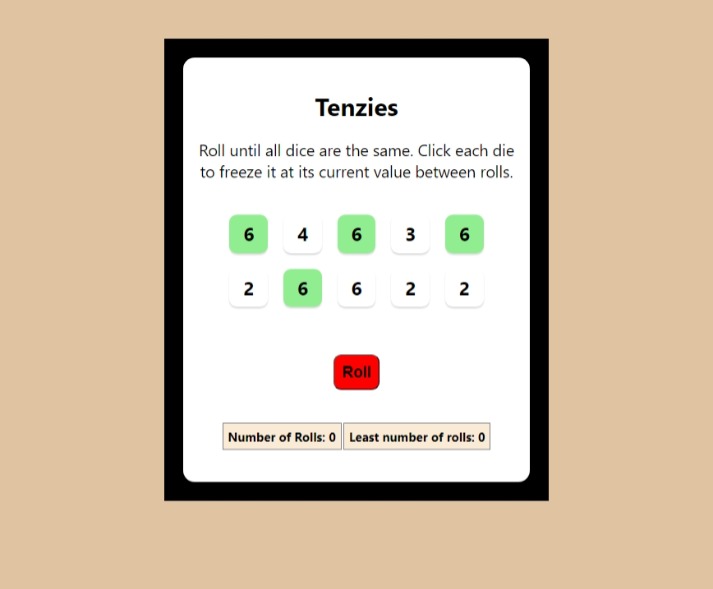 Tenzies
Roll until all dice are the same. Click each die
to freeze it at its current value between rolls.
6 4 6 3 6
2 6 6 2 2
Roll
Number of Rolls: 0 Least number of rolls: 0